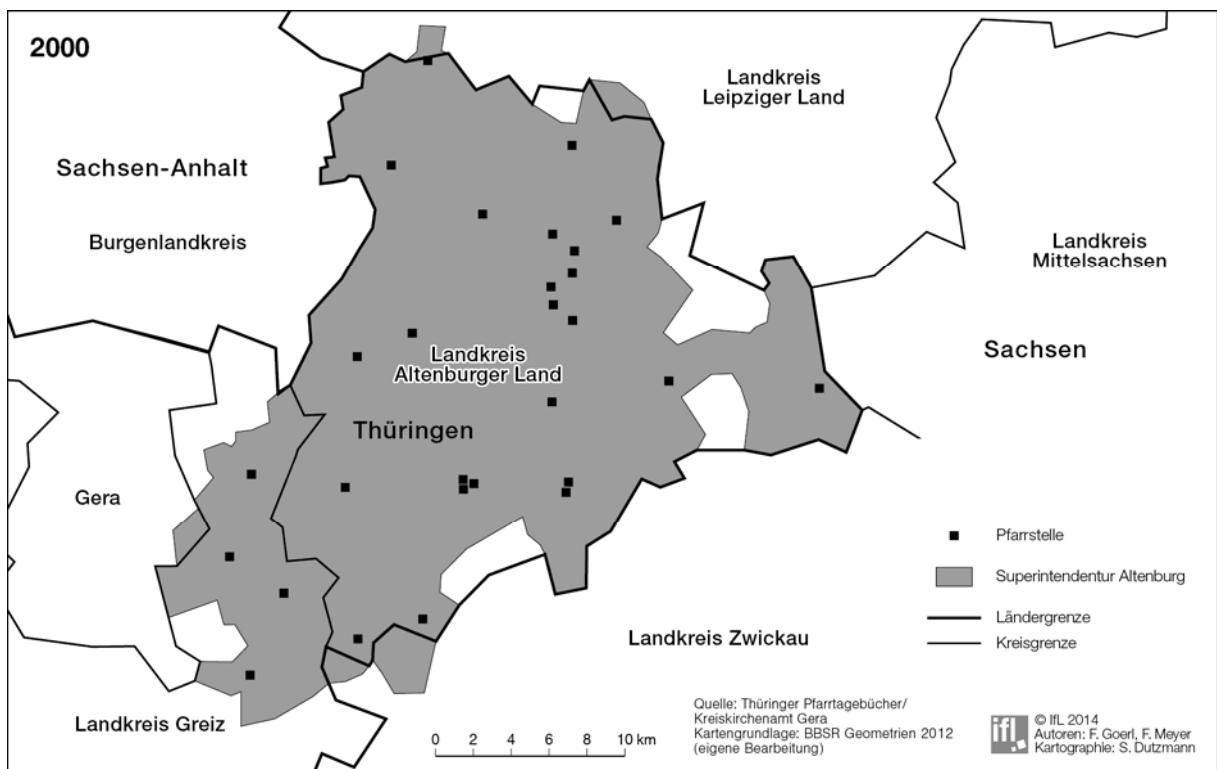 2000
Landkreis
Leipziger Land
Sachsen-Anhalt
Burgenlandkreis
Landkreis
Mittelsachsen
Sachsen
Landkreis
Altenburger Land
Thüringen
Gera
Pfarrstelle
Superintendentur Altenburg
Ländergrenze
Kreisgrenze
Landkreis Zwickau
Landkreis Greiz
0 2 4 6 8 10 km
Quelle: Thüringer Pfarrtagebücher/
Kreiskirchenamt Gera
Kartengrundlage: BBSR Geometrien 2012
(eigene Bearbeitung)
ifl
© IfL 2014
Autoren: F. Goerl, F. Meyer
Kartographie: S. Dutzmann